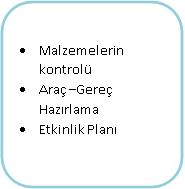 • Malzemelerin
kontrolü
• Araç –Gereç
Hazırlama
• Etkinlik Planı